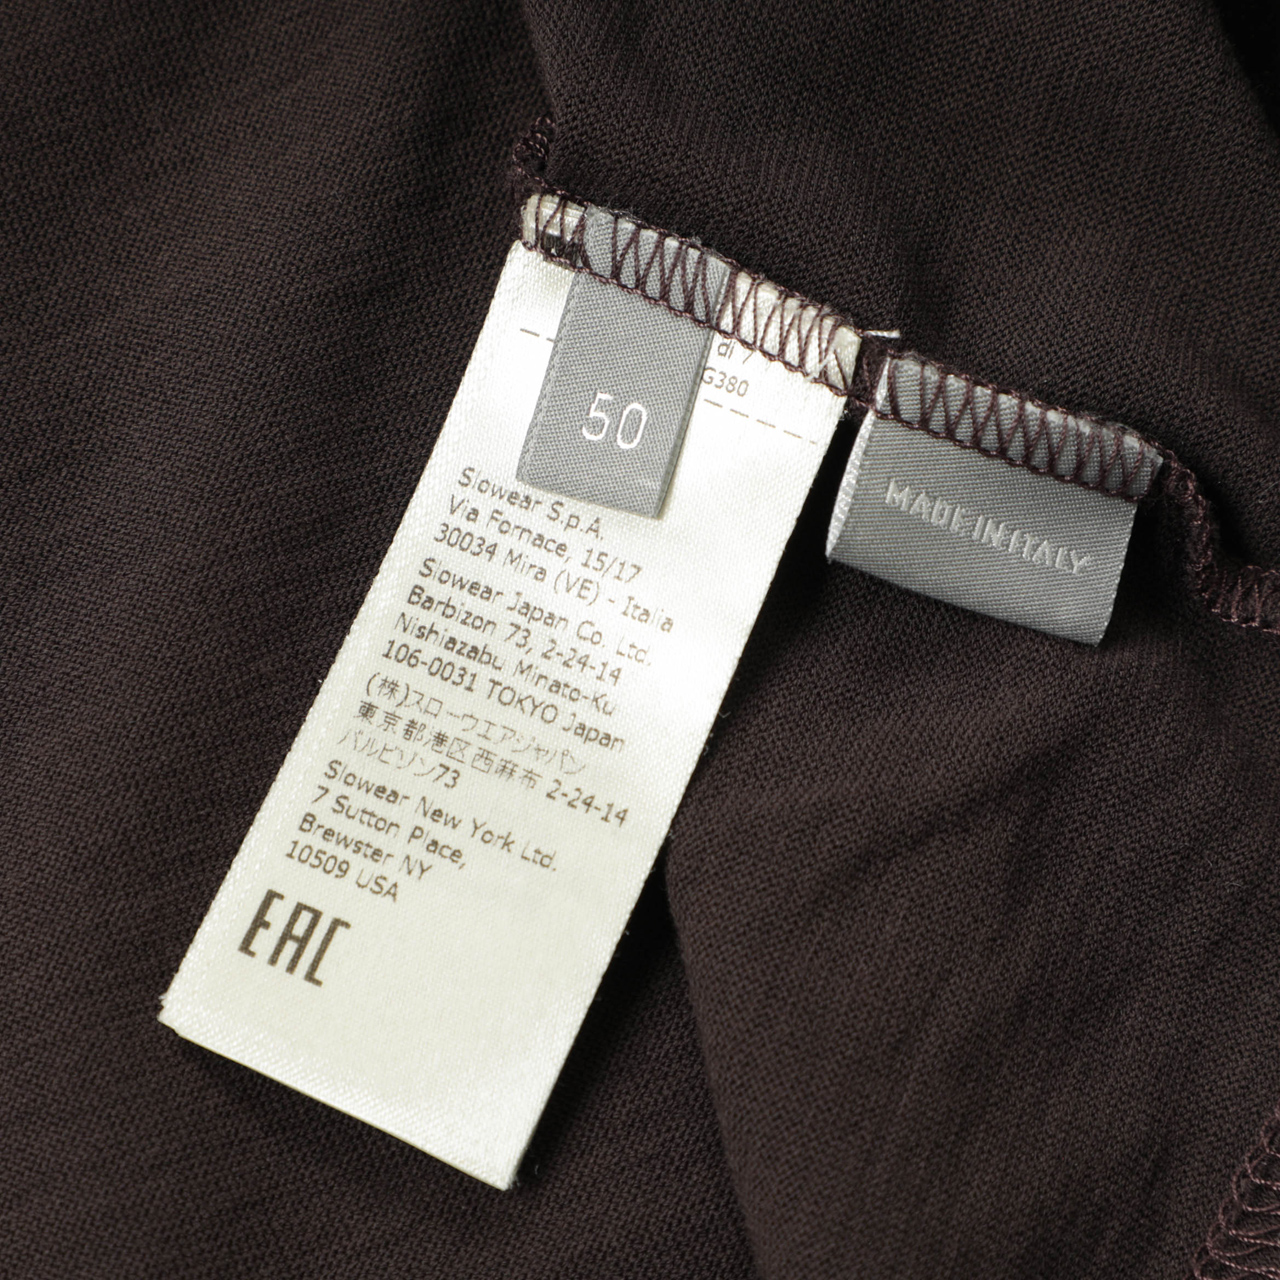 di 7
G380
50
MADE IN ITALY
Slowear S.p.A.
Via Fornace, 15/17
30034 Mira (VE) - Italia
Slowear Japan Co. Ltd.
Barbizon 73, 2-24-14
Nishiazabu Minato-Ku
106-0031 TOKYO Japan
(株)スローウエアジャパン
東京都港区西麻布 2-24-14
バルビゾン73
Slowear New York Ltd.
7 Sutton Place,
Brewster NY
10509 USA
EAC